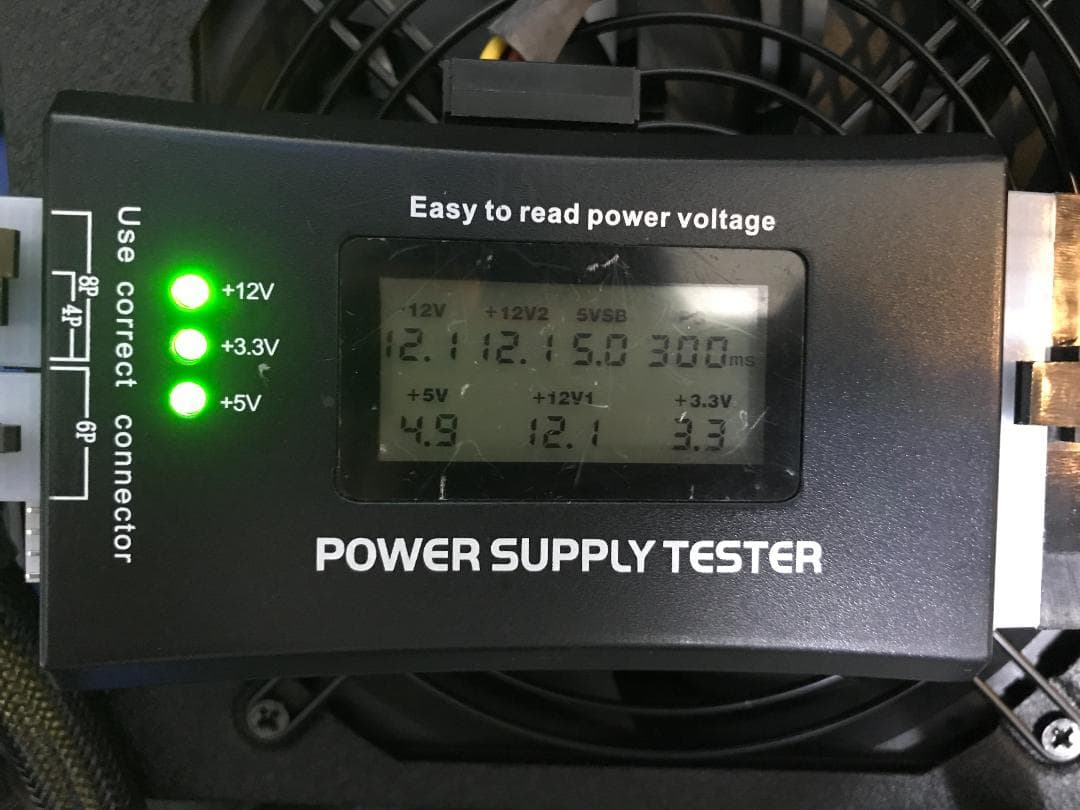 Easy to read power voltage
Use correct connector
8P
4P
6P
+12V
+3.3V
+5V
-12V +12V2 5VSB
12.1 12.1 5.0 300ms
+5V +12V1 +3.3V
4.9 12.1 3.3
POWER SUPPLY TESTER